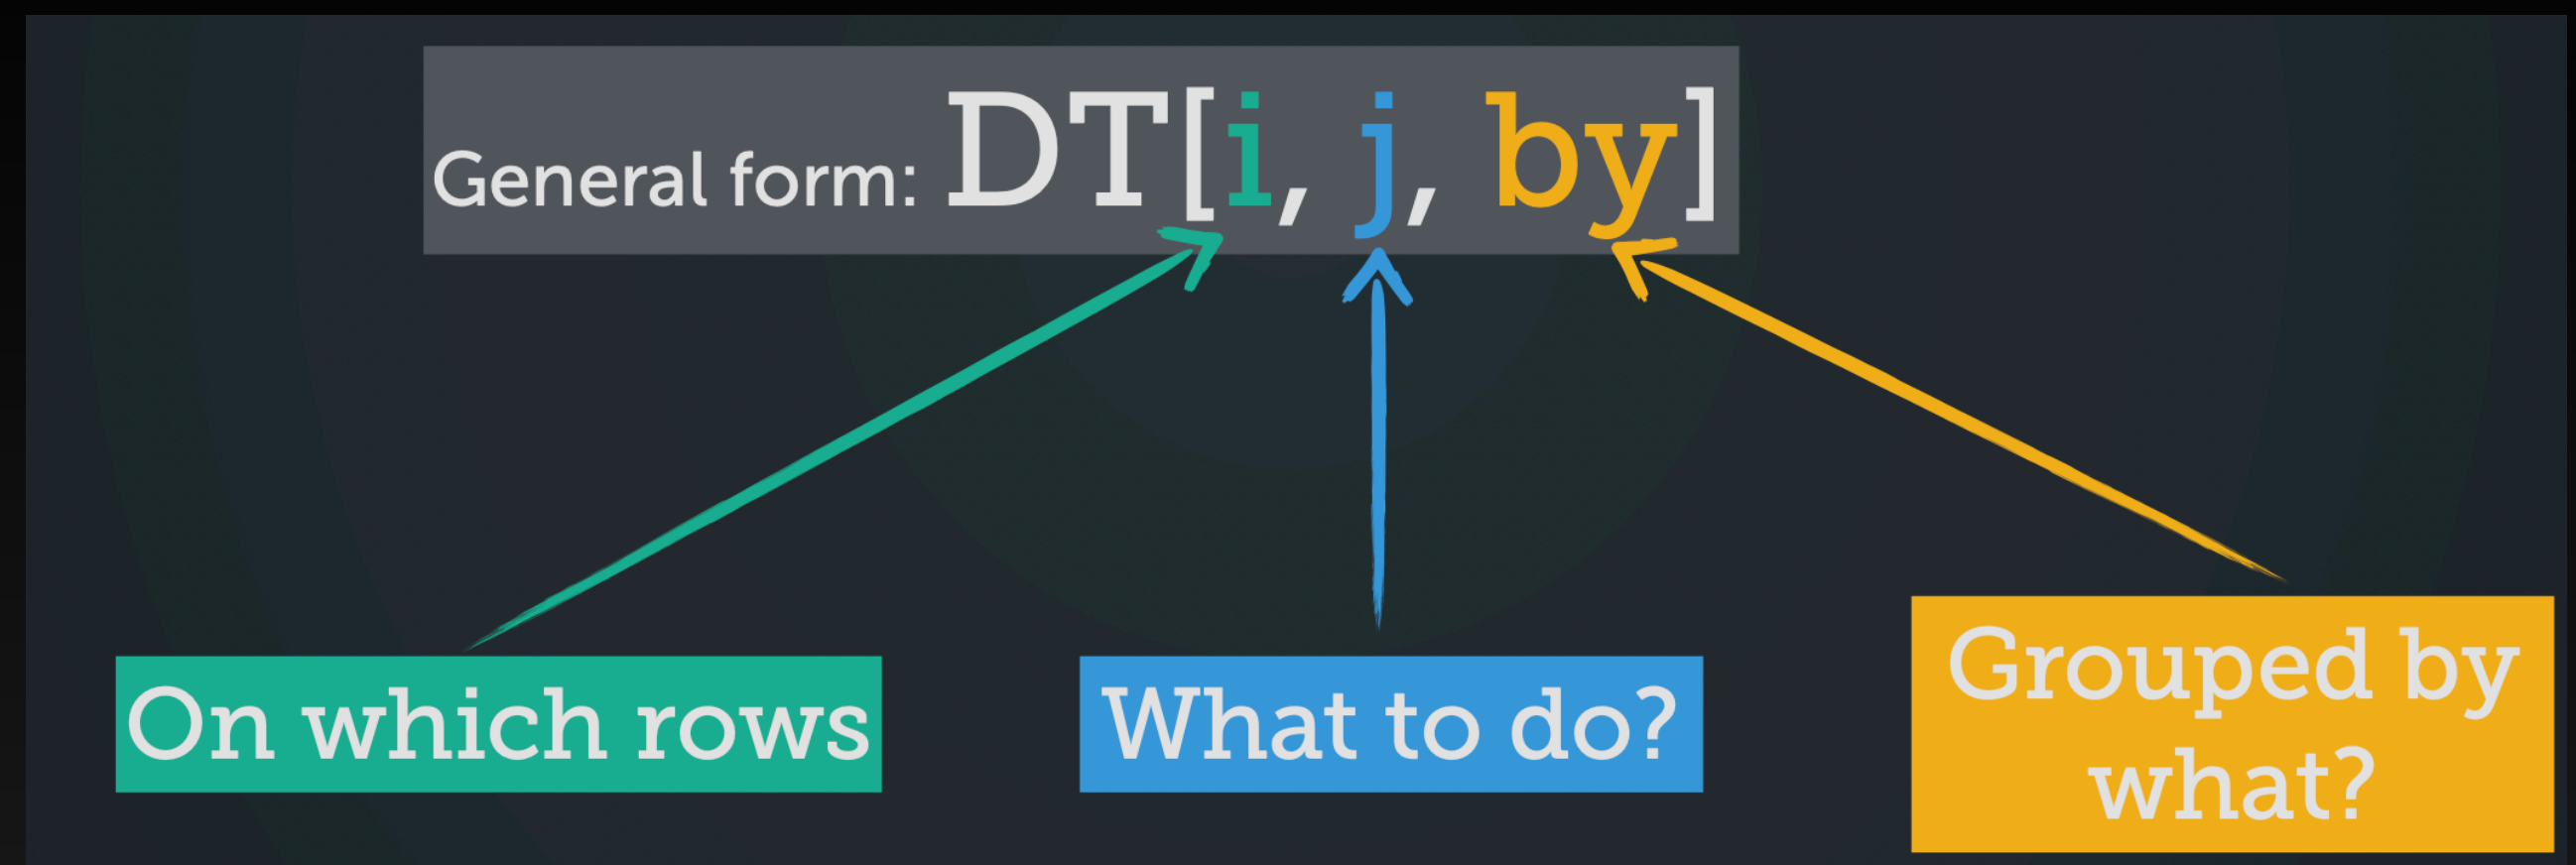 General form: DT[i, j, by]
On which rows
What to do?
Grouped by
what?